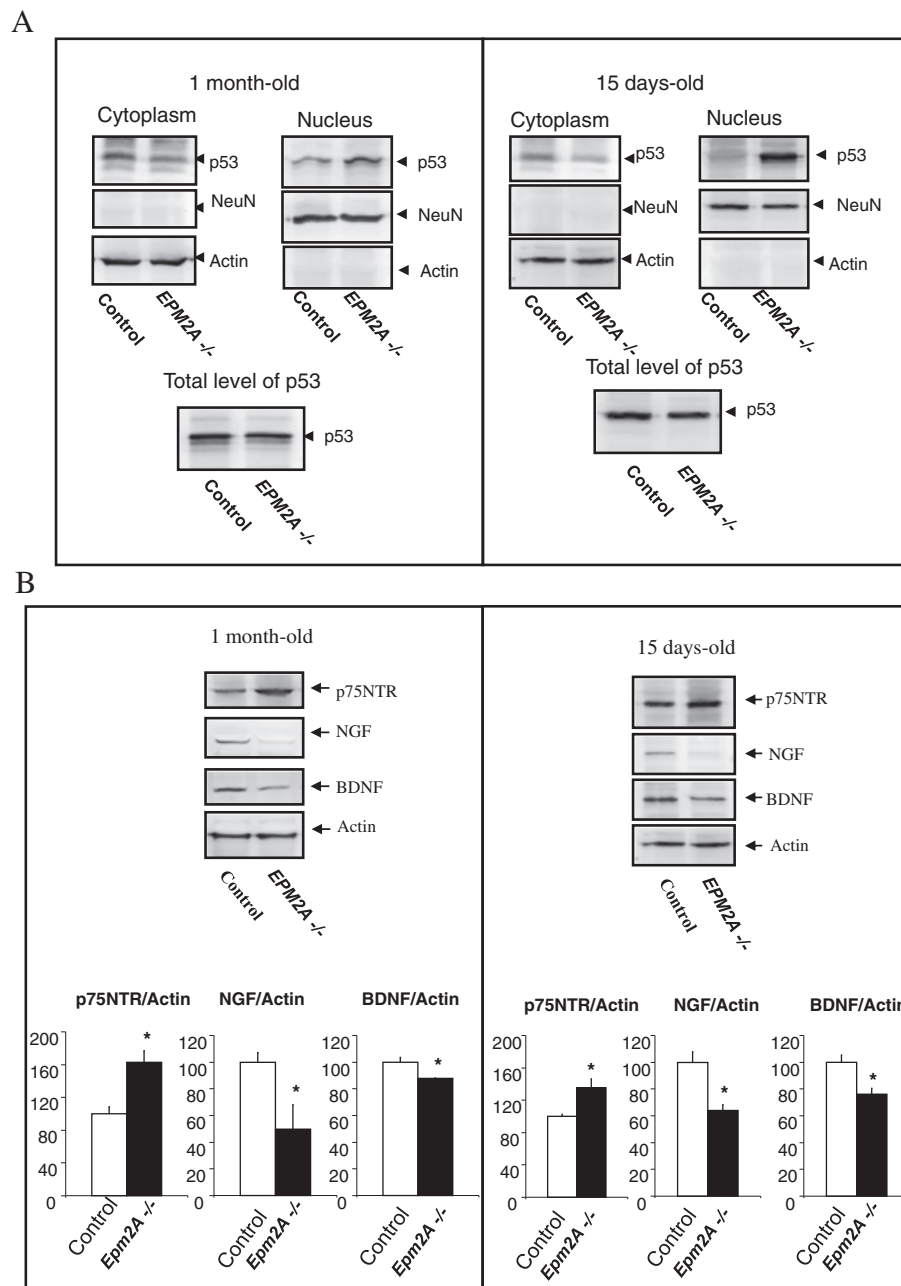 A
1 month-old
Cytoplasm
Nucleus
p53
NeuN
Actin
p53
NeuN
Actin
Control
EPM2A -/-
Control
EPM2A -/-
Total level of p53
p53
Control
EPM2A -/-
15 days-old
Cytoplasm
Nucleus
p53
NeuN
Actin
p53
NeuN
Actin
Control
EPM2A -/-
Control
EPM2A -/-
Total level of p53
p53
Control
EPM2A -/-
B
1 month-old
p75NTR
NGF
BDNF
Actin
Control
EPM2A -/-
p75NTR/Actin
200
160
120
80
40
0
*
Control
Epm2A -/-
NGF/Actin
120
100
80
60
40
20
0
*
Control
Epm2A -/-
BDNF/Actin
120
100
80
60
40
20
0
*
Control
Epm2A -/-
15 days-old
p75NTR
NGF
BDNF
Actin
Control
EPM2A -/-
p75NTR/Actin
200
160
120
80
40
0
*
Control
Epm2A -/-
NGF/Actin
120
100
80
60
40
20
0
*
Control
Epm2A -/-
BDNF/Actin
120
100
80
60
40
20
0
*
Control
Epm2A -/-